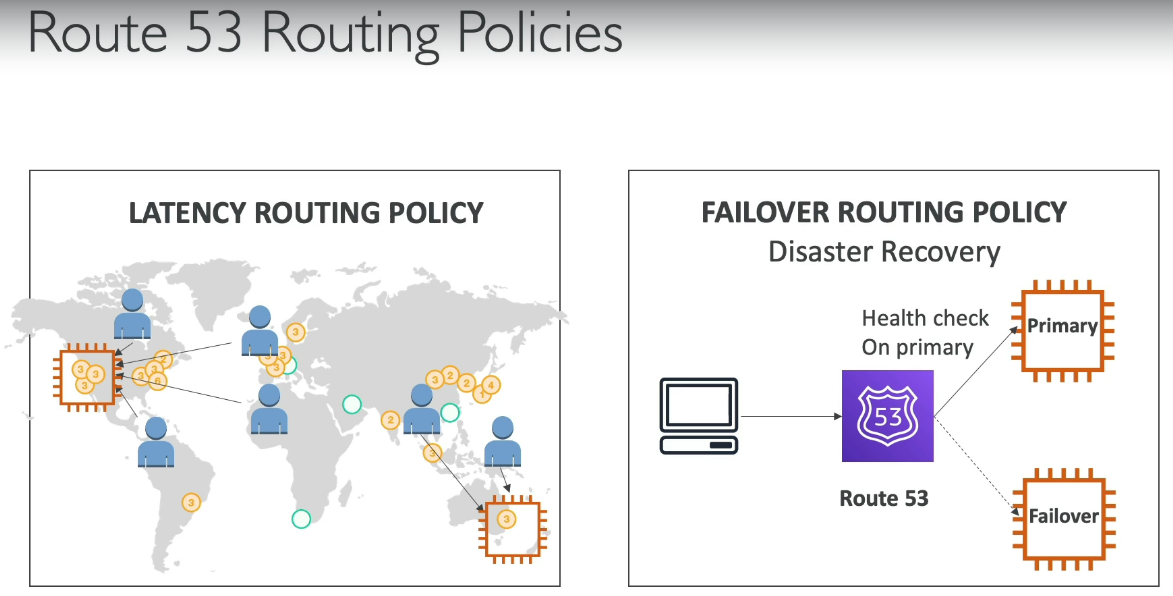 Route 53 Routing Policies
LATENCY ROUTING POLICY
3
3
3
2
3
3
6
3
3
3
3
3
2
2
4
1
2
3
3
3
FAILOVER ROUTING POLICY
Disaster Recovery
Health check
On primary
Primary
53
Route 53
Failover